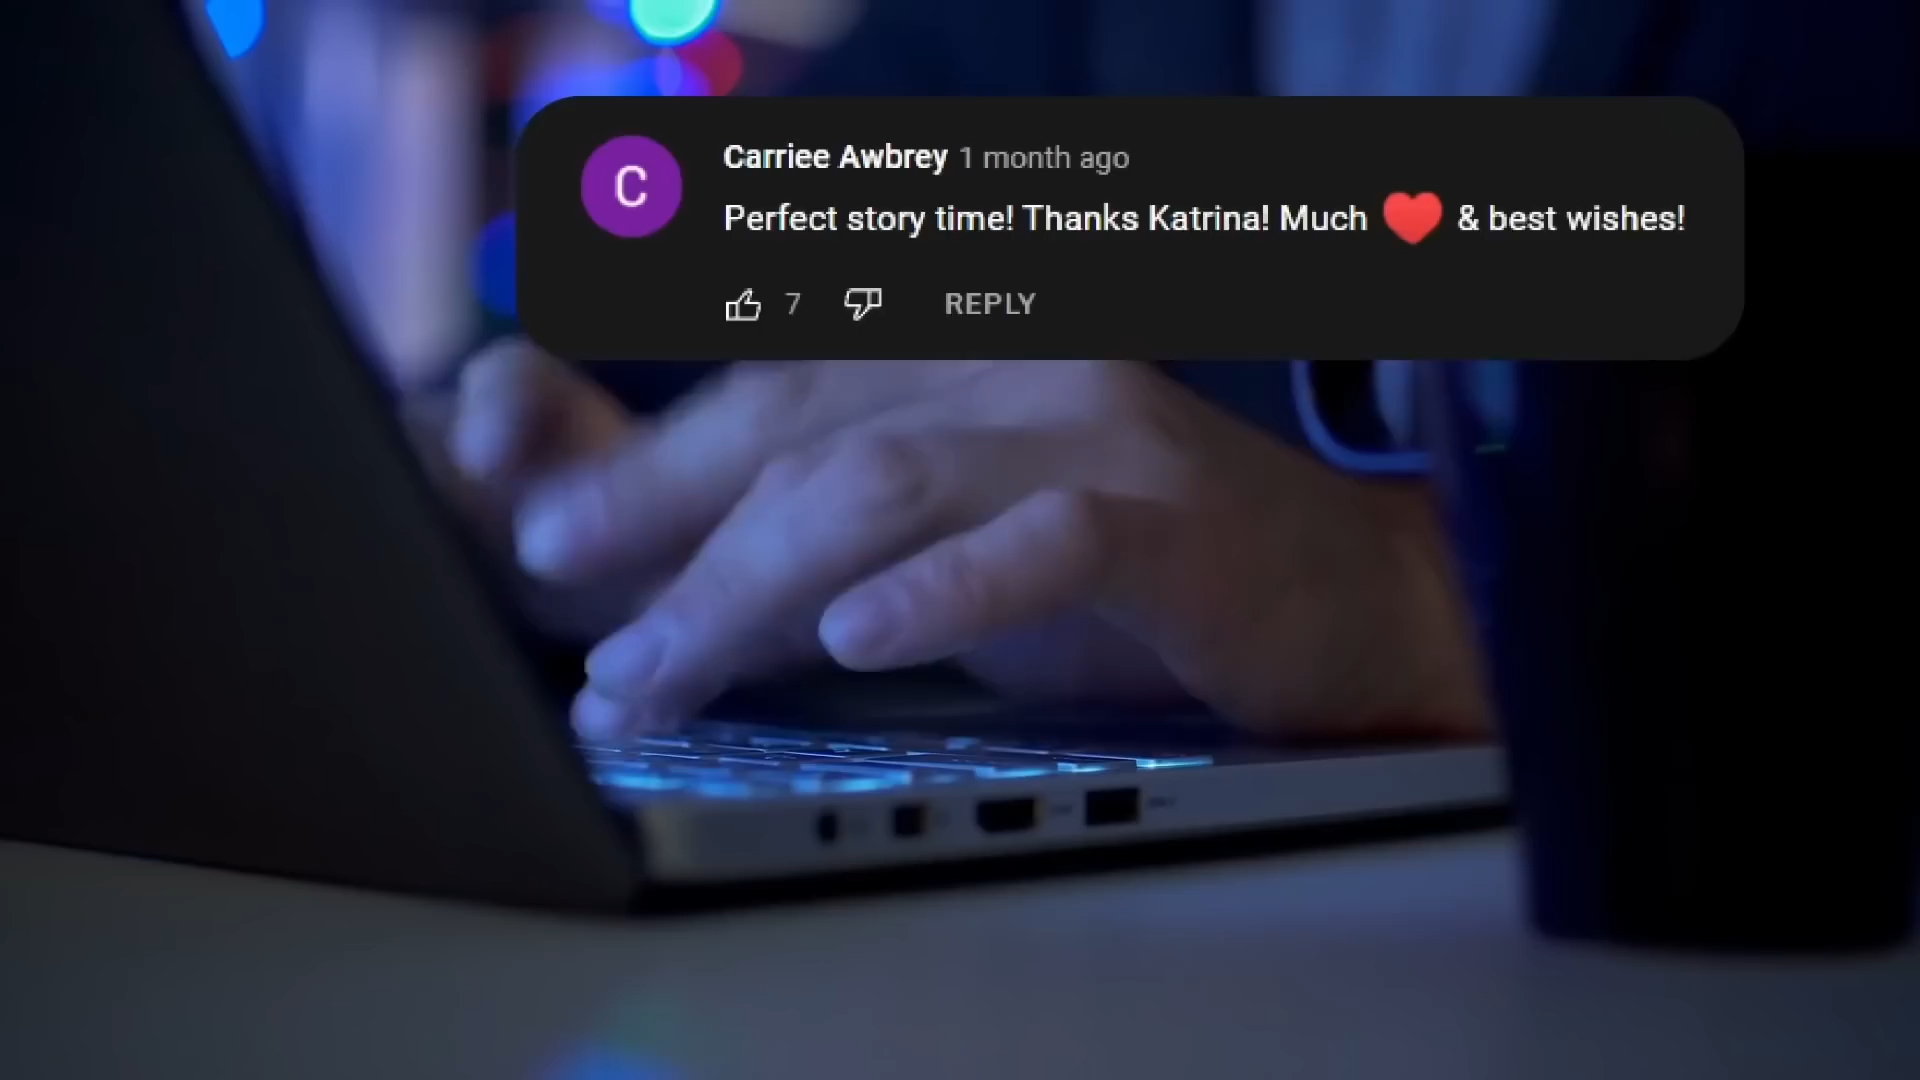 C
Carriee Awbrey 1 month ago
Perfect story time! Thanks Katrina! Much ❤️ & best wishes!
7 REPLY